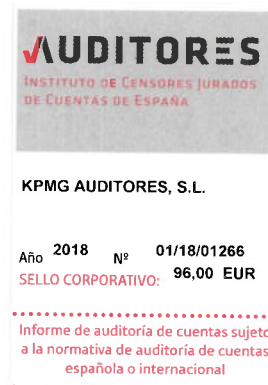 AUDITORES
INSTITUTO DE CENSORES JURADOS
DE CUENTAS DE ESPAÑA
KPMG AUDITORES, S.L.
Año 2018 Nº 01/18/01266
SELLO CORPORATIVO: 96,00 EUR
Informe de auditoría de cuentas sujeto
a la normativa de auditoría de cuentas
española o internacional